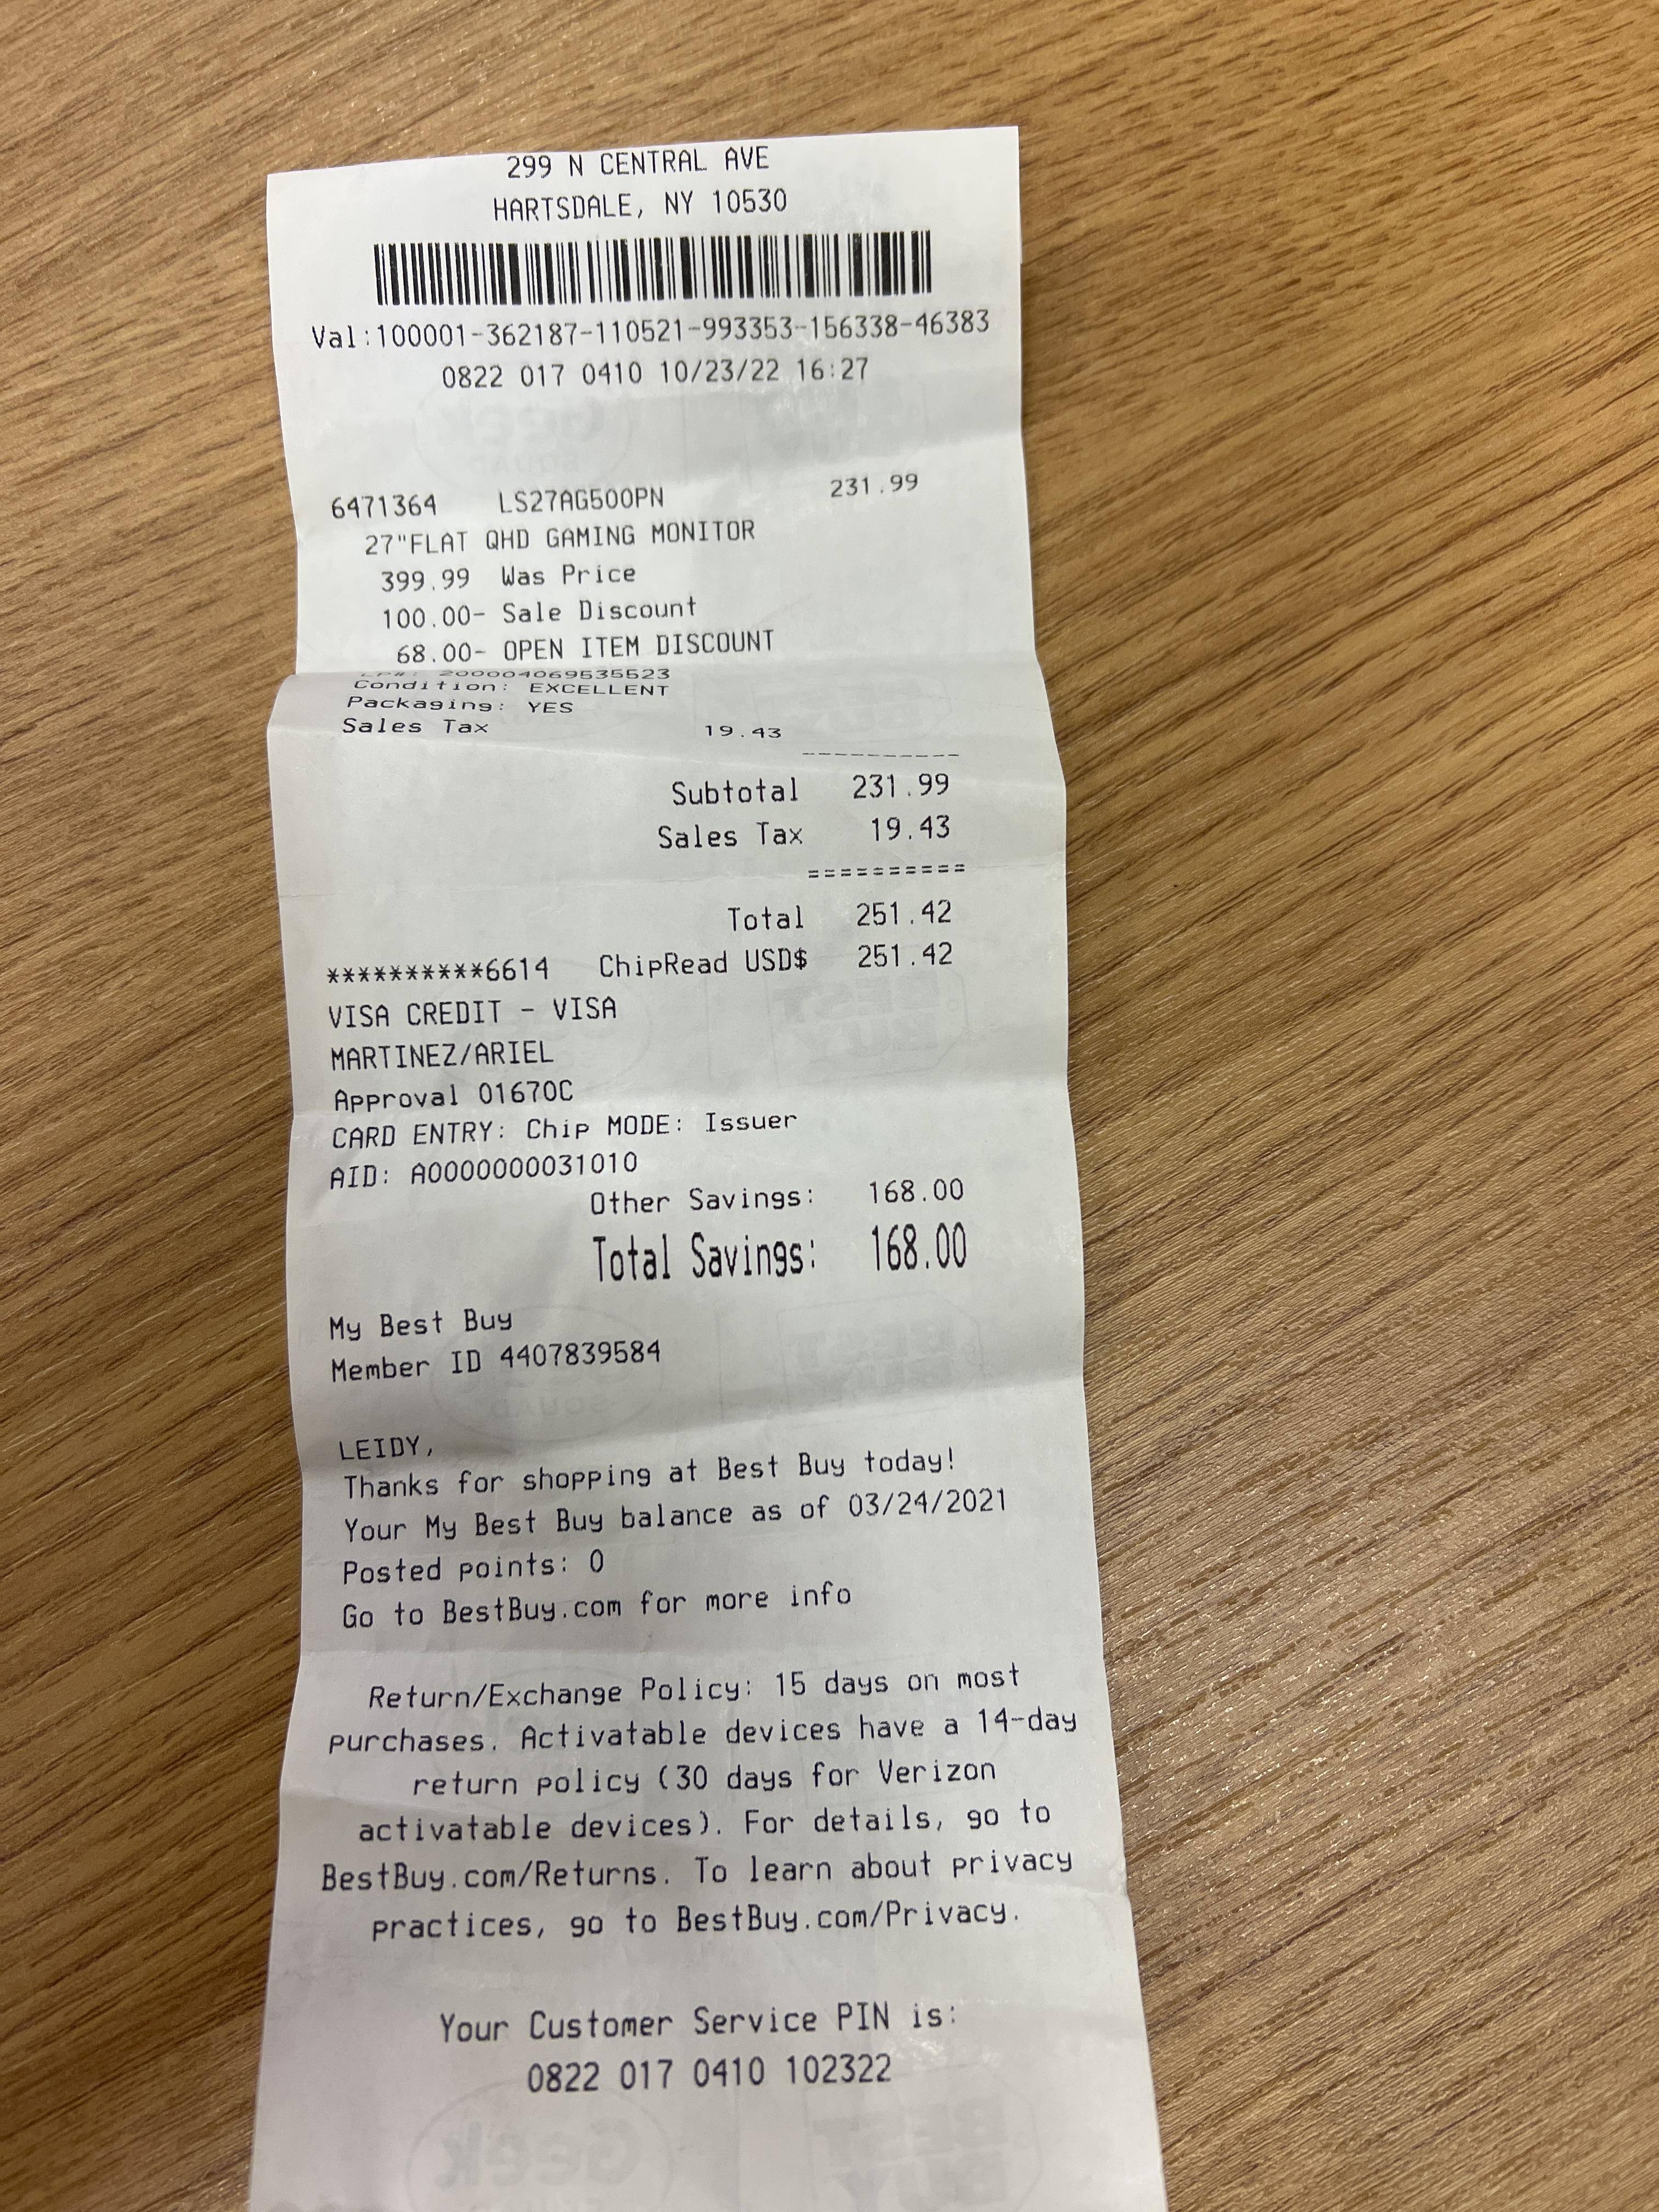 299 N CENTRAL AVE
HARTSDALE, NY 10530
Val:100001-362187-110521-993353-156338-46383
0822 017 0410 10/23/22 16:27
6471364 LS27AG500PN 231.99
27"FLAT QHD GAMING MONITOR
399.99 Was Price
100.00- Sale Discount
68.00- OPEN ITEM DISCOUNT
Condition: EXCELLENT
Packaging: YES
Sales Tax 19.43
----------
Subtotal 231.99
Sales Tax 19.43
==========
Total 251.42
**********6614 ChipRead USD$ 251.42
VISA CREDIT - VISA
MARTINEZ/ARIEL
Approval 01670C
CARD ENTRY: Chip MODE: Issuer
AID: A0000000031010
Other Savings: 168.00
Total Savings: 168.00
My Best Buy
Member ID 4407839584
LEIDY,
Thanks for shopping at Best Buy today!
Your My Best Buy balance as of 03/24/2021
Posted points: 0
Go to BestBuy.com for more info
Return/Exchange Policy: 15 days on most
purchases. Activatable devices have a 14-day
return policy (30 days for Verizon
activatable devices). For details, go to
BestBuy.com/Returns. To learn about privacy
practices, go to BestBuy.com/Privacy.
Your Customer Service PIN is:
0822 017 0410 102322